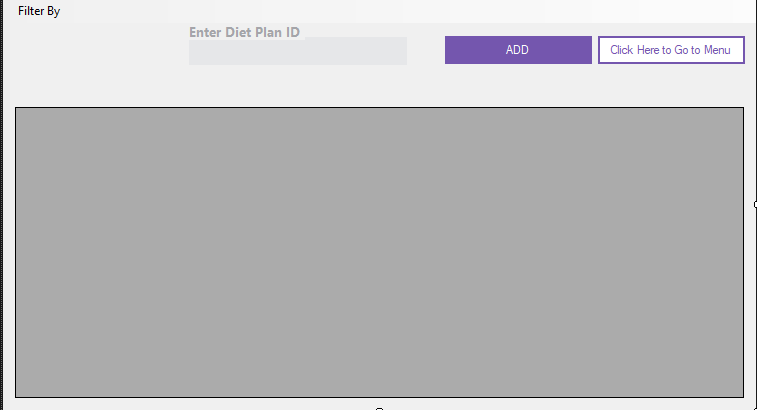 Filter By
Enter Diet Plan ID
ADD
Click Here to Go to Menu